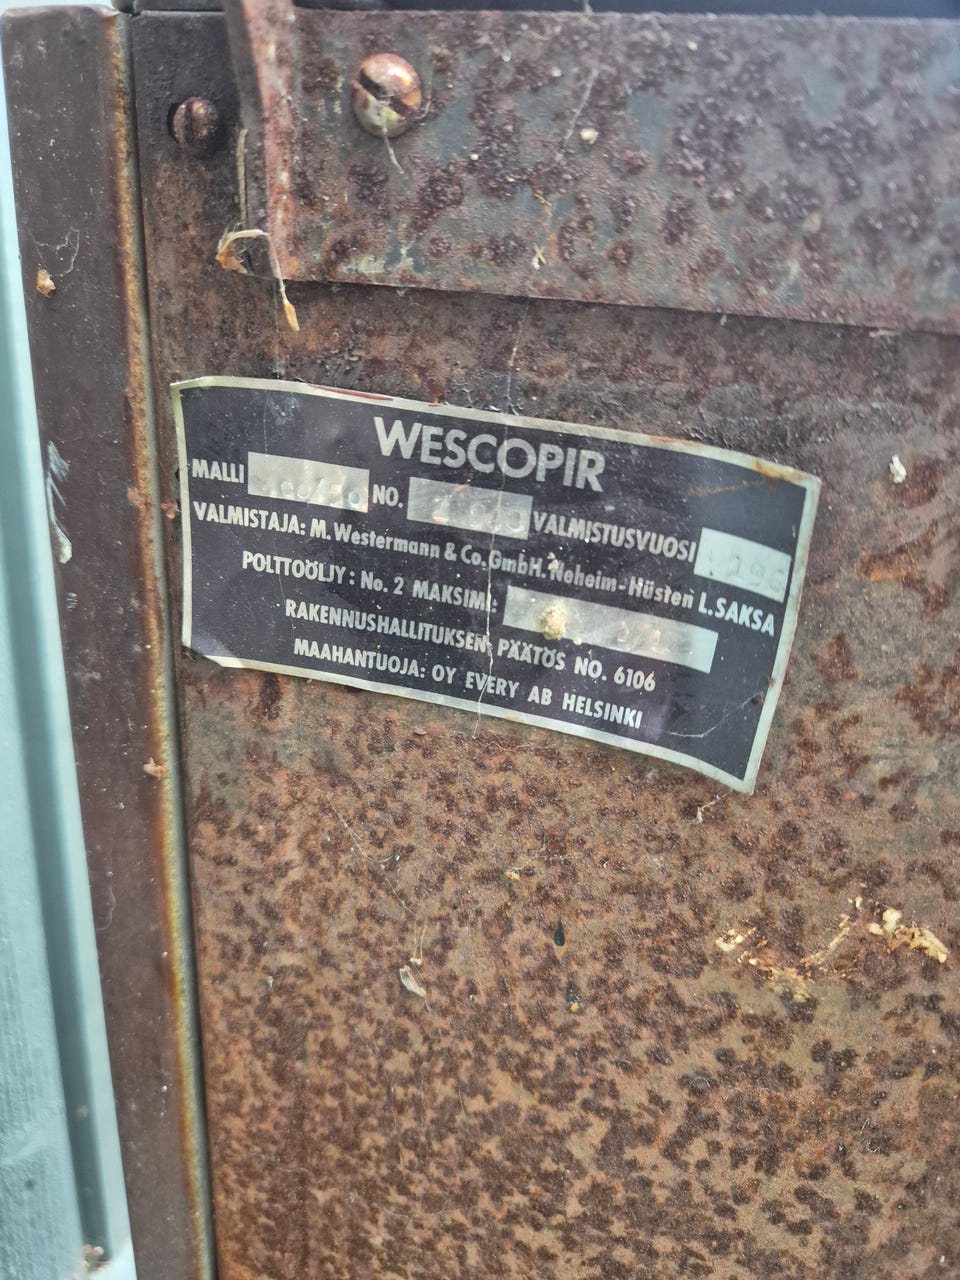 WESCOPIR
MALLI NO. VALMISTUSVUOSI
VALMISTAJA: M. Westermann & Co. GmbH. Neheim-Hüsten L. SAKSA
POLTTOÖLJY: No. 2 MAKSIMI:
RAKENNUSHALLITUKSEN PÄÄTÖS NO. 6106
MAAHANTUOJA: OY EVERY AB HELSINKI